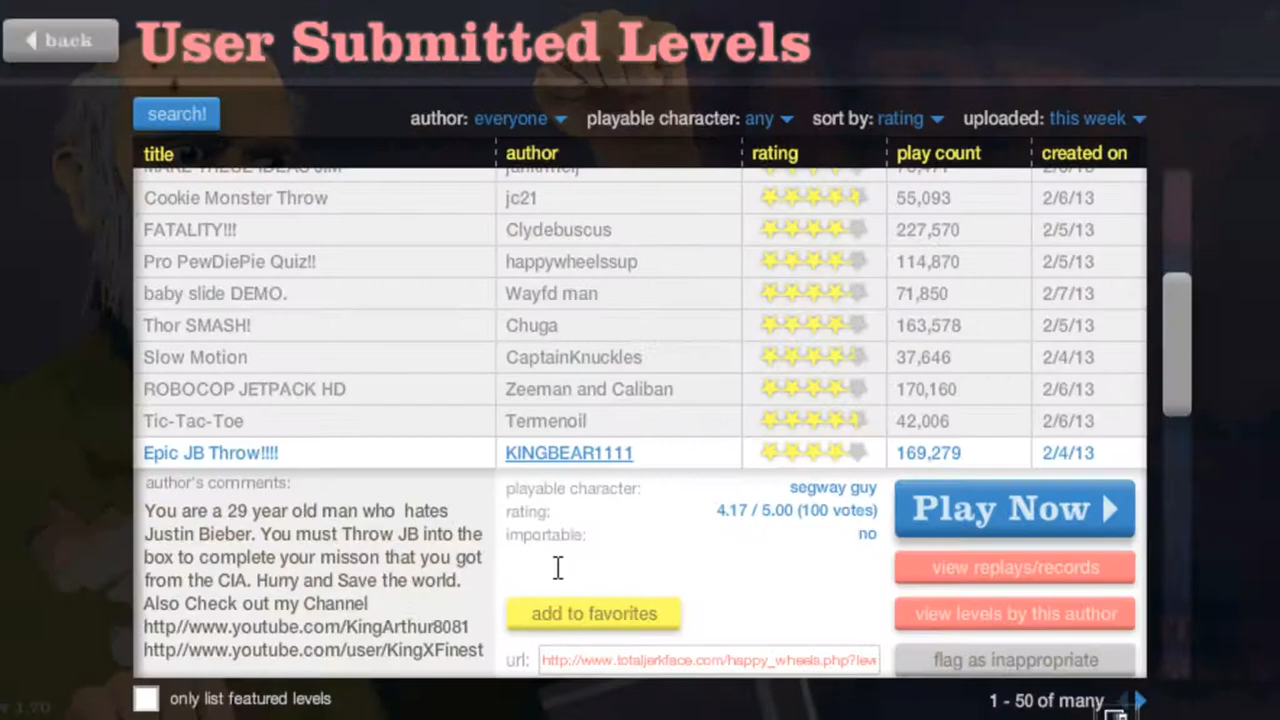 back
User Submitted Levels
search!
author: everyone playable character: any sort by: rating uploaded: this week
title author rating play count created on
Cookie Monster Throw jc21 55,093 2/6/13
FATALITY!!! Clydebuscus 227,570 2/5/13
Pro PewDiePie Quiz!! happywheelssup 114,870 2/5/13
baby slide DEMO. Wayfd man 71,850 2/7/13
Thor SMASH! Chuga 163,578 2/5/13
Slow Motion CaptainKnuckles 37,646 2/4/13
ROBOCOP JETPACK HD Zeeman and Caliban 170,160 2/6/13
Tic-Tac-Toe Termenoil 42,006 2/6/13
Epic JB Throw!!!! KINGBEAR1111 169,279 2/4/13
author's comments:
You are a 29 year old man who hates
Justin Bieber. You must Throw JB into the
box to complete your misson that you got
from the CIA. Hurry and Save the world.
Also Check out my Channel
http//www.youtube.com/KingArthur8081
http//www.youtube.com/user/KingXFinest
playable character: segway guy
rating: 4.17 / 5.00 (100 votes)
importable: no
add to favorites
url: http://www.totaljerkface.com/happy_wheels.php?lev
Play Now
view replays/records
view levels by this author
flag as inappropriate
only list featured levels
1 - 50 of many
v 1.70